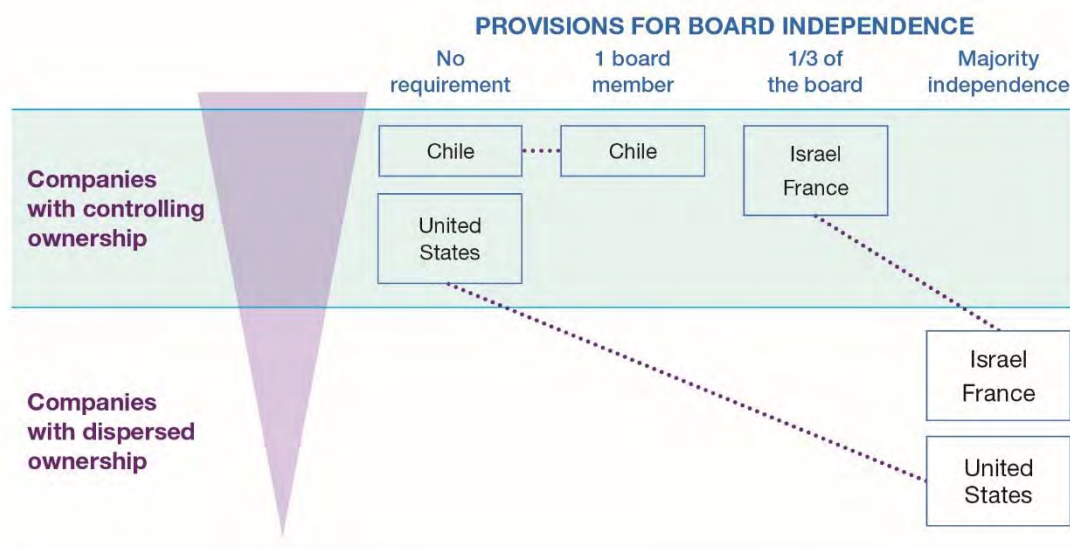 PROVISIONS FOR BOARD INDEPENDENCE
No
requirement
1 board
member
1/3 of
the board
Majority
independence
Companies
with controlling
ownership
Chile
Chile
Israel
France
United
States
Companies
with dispersed
ownership
Israel
France
United
States